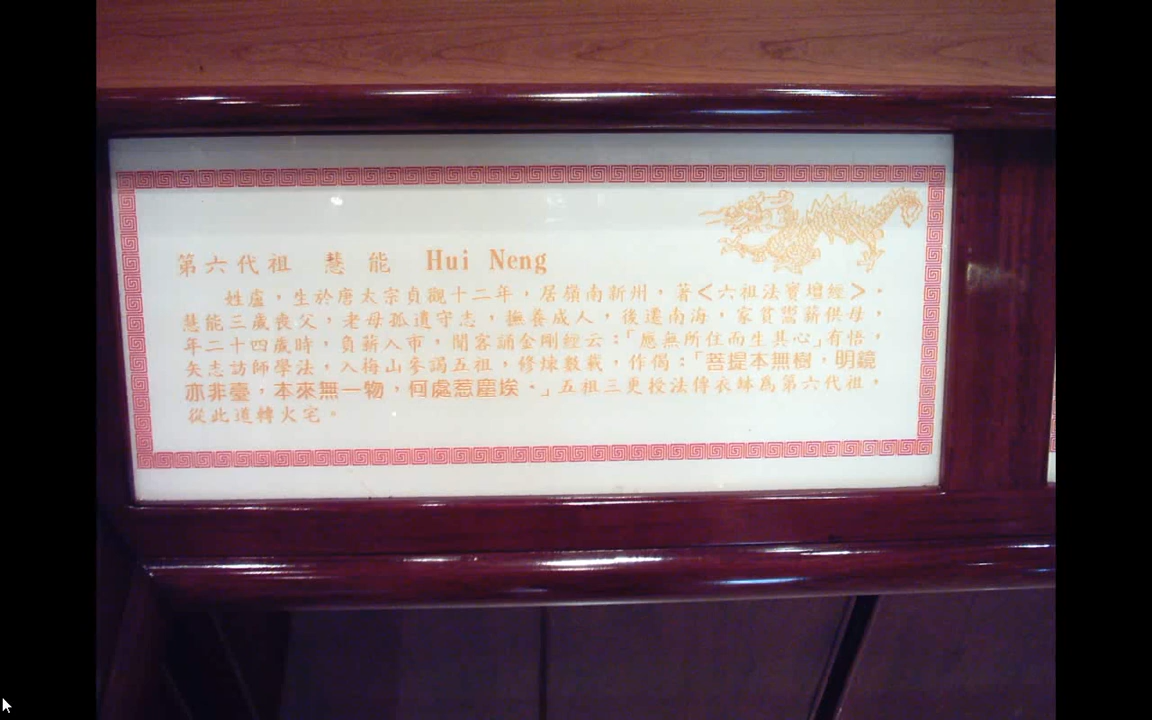 第六代祖 慧能 Hui Neng
姓盧，生於唐太宗貞觀十二年，居嶺南新州，著<六祖法寶壇經>。
慧能三歲喪父，老母孤遺守志，撫養成人，後遷南海，家貧鬻薪供母，
年二十四歲時，負薪入市，聞客誦金剛經云：「應無所住而生其心」有悟，
矢志訪師學法，入梅山參謁五祖，修煉數載，作偈：「菩提本無樹，明鏡
亦非臺，本來無一物，何處惹塵埃。」五祖三更授法傳衣缽為第六代祖，
從此道轉火宅。